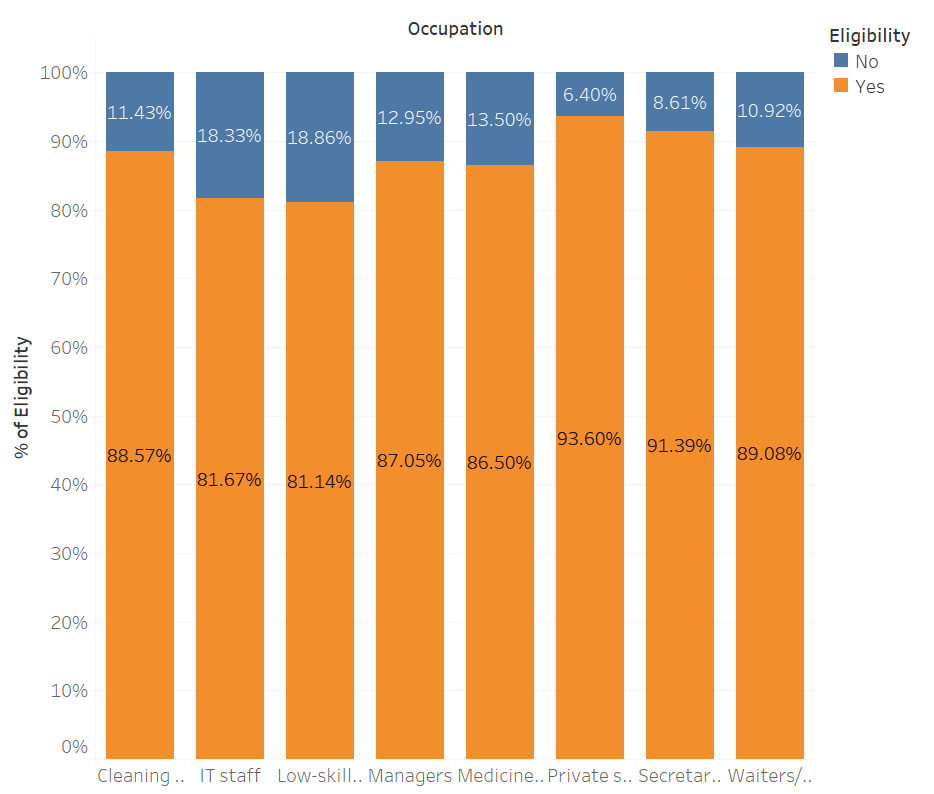 Occupation
Eligibility
No
Yes
% of Eligibility
100%
90%
80%
70%
60%
50%
40%
30%
20%
10%
0%
11.43% 18.33% 18.86% 12.95% 13.50% 6.40% 8.61% 10.92%
88.57% 81.67% 81.14% 87.05% 86.50% 93.60% 91.39% 89.08%
Cleaning .. IT staff Low-skill.. Managers Medicine.. Private s.. Secretar.. Waiters/..